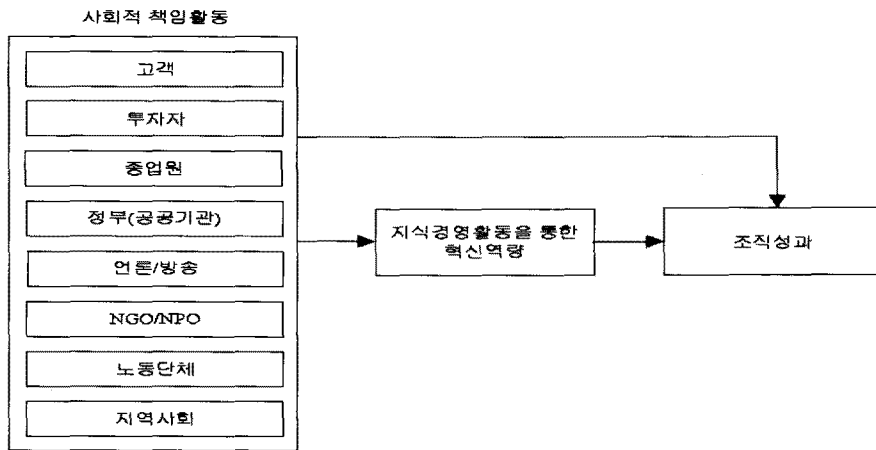 사회적 책임활동
고객
투자자
종업원
정부(공공기관)
언론/방송
NGO/NPO
노동단체
지역사회
지식경영활동을 통한
혁신역량
조직성과